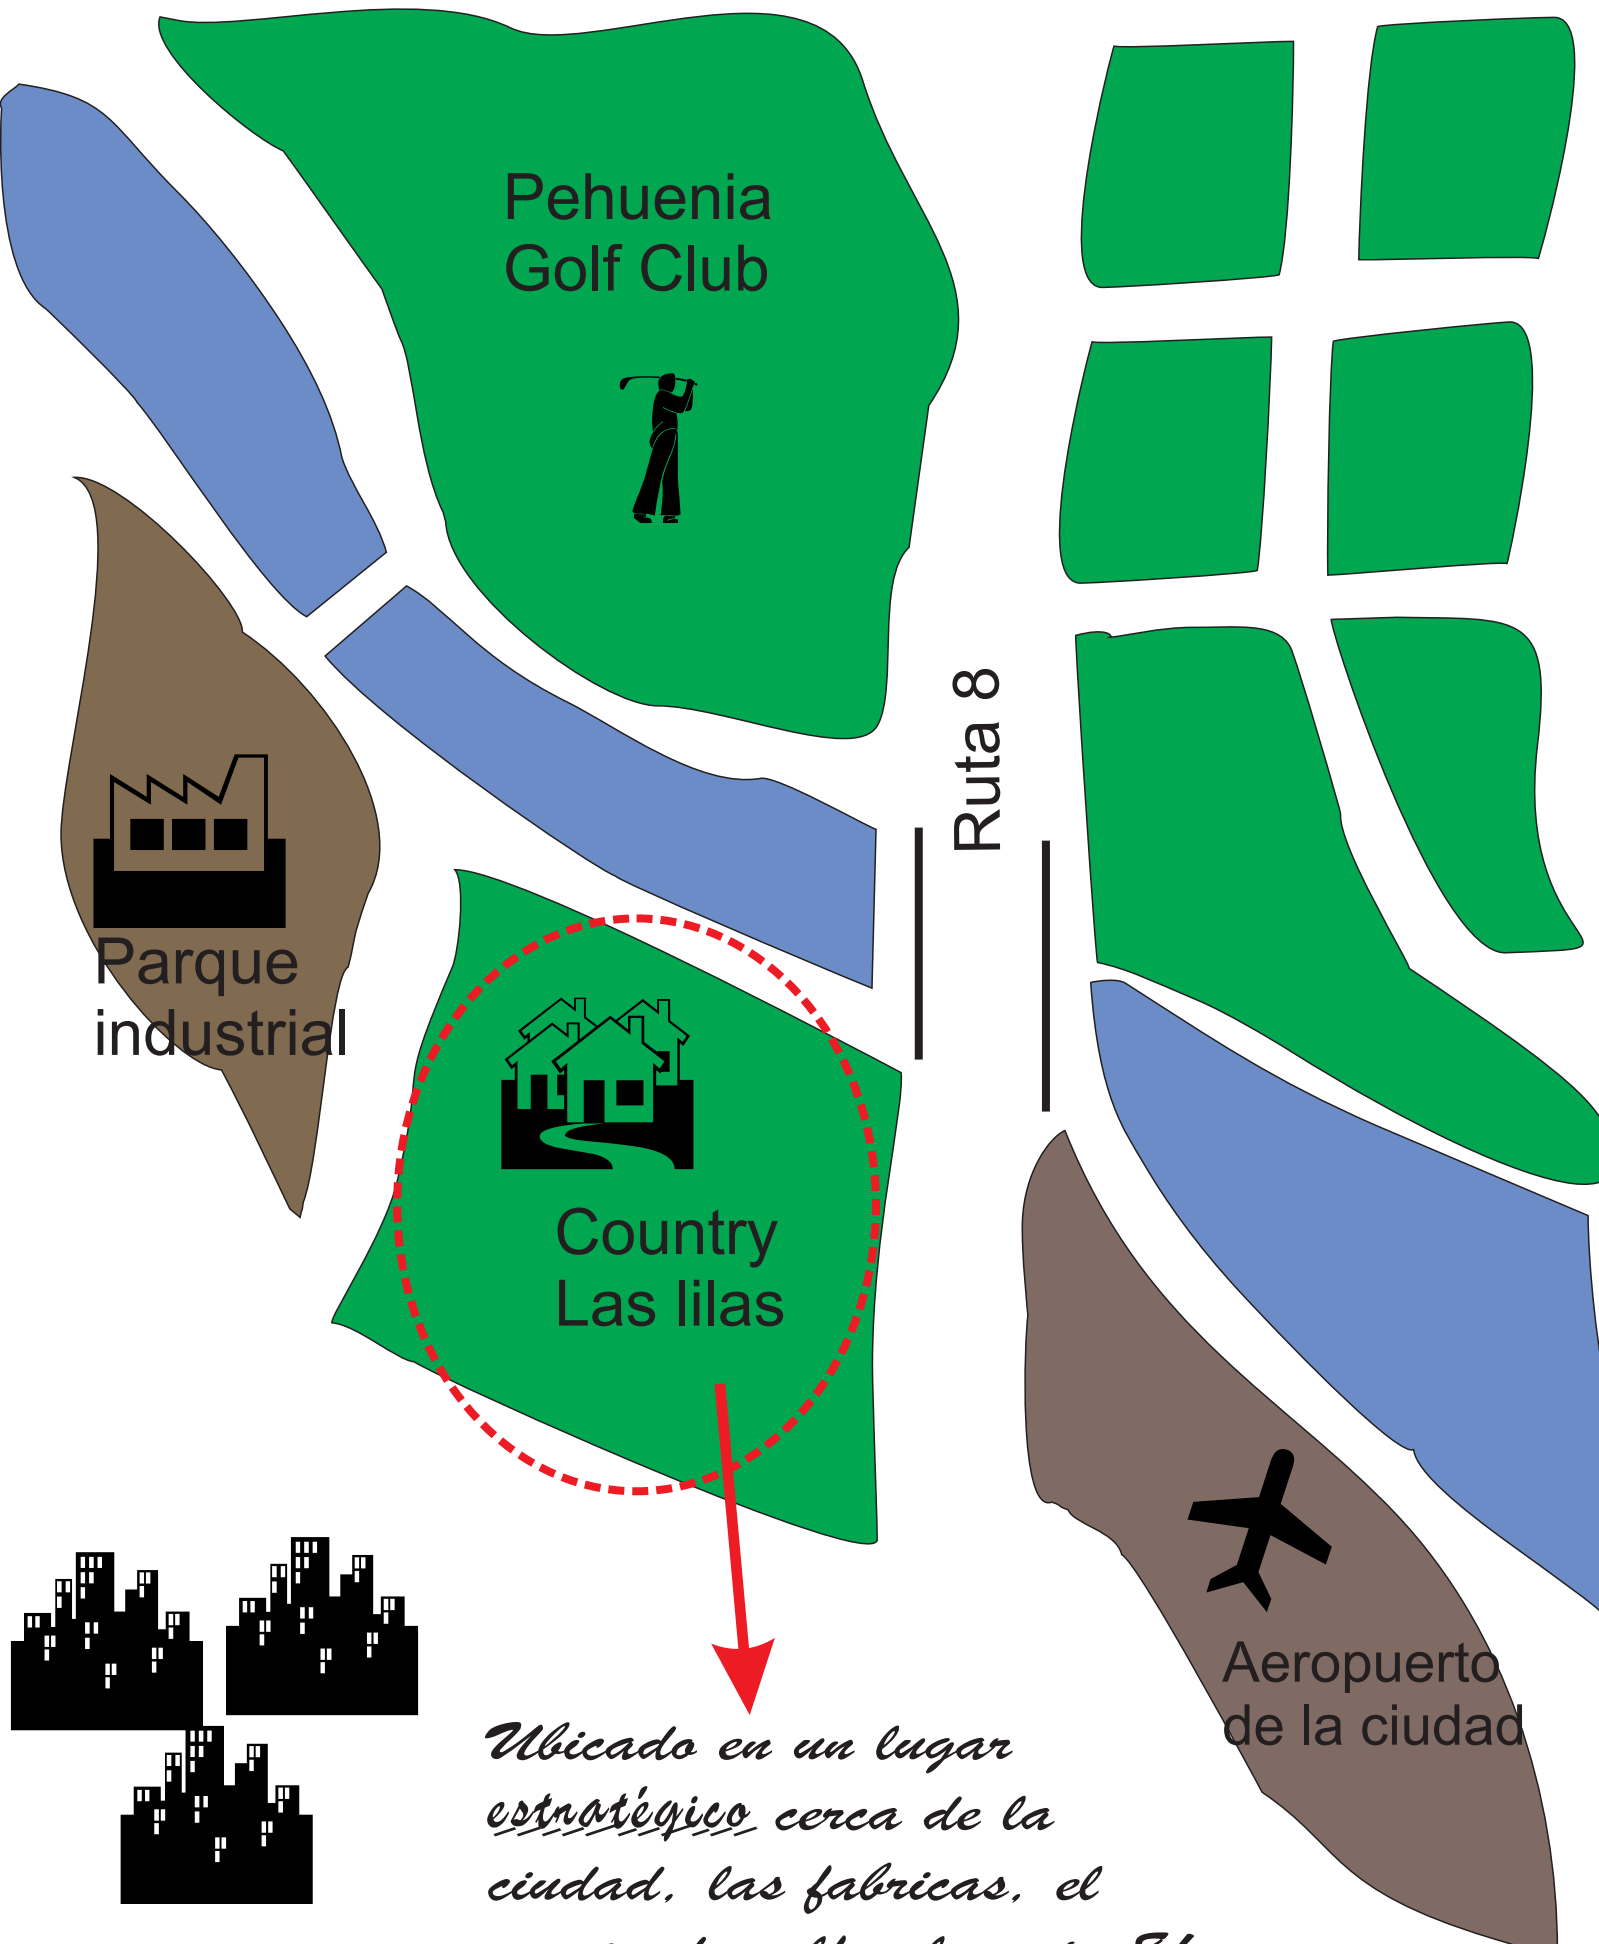 Pehuenia
Golf Club
Ruta 8
Parque
industrial
Country
Las lilas
Aeropuerto
de la ciudad
Ubicado en un lugar
estratégico cerca de la
ciudad, las fabricas, el